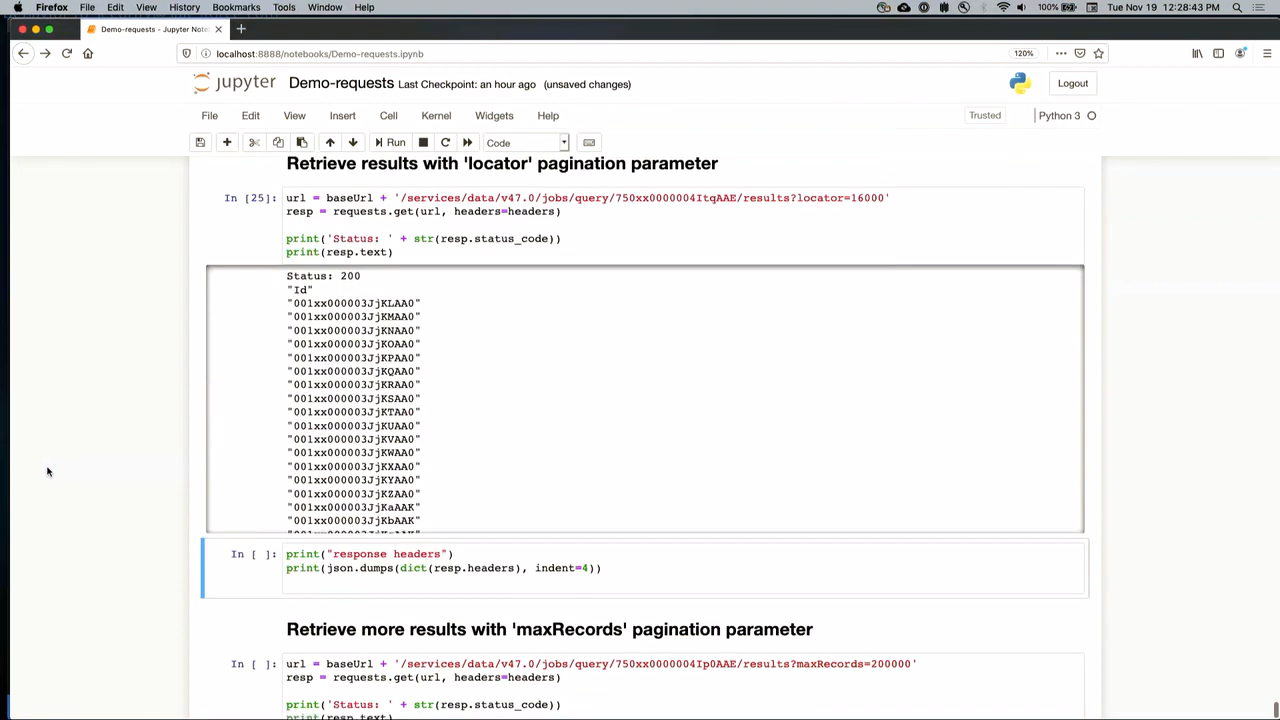 Firefox File Edit View History Bookmarks Tools Window Help 100% Tue Nov 19 12:28:43 PM
Demo-requests - Jupyter Note
localhost:8888/notebooks/Demo-requests.ipynb 120%
jupyter Demo-requests Last Checkpoint: an hour ago (unsaved changes) Logout
File Edit View Insert Cell Kernel Widgets Help Trusted Python 3
Run Code
Retrieve results with 'locator' pagination parameter
In [25]: url = baseUrl + '/services/data/v47.0/jobs/query/750xx0000004ItqAAE/results?locator=16000'
resp = requests.get(url, headers=headers)
print('Status: ' + str(resp.status_code))
print(resp.text)
Status: 200
"Id"
"001xx000003JjKLAA0"
"001xx000003JjKMAA0"
"001xx000003JjKNAA0"
"001xx000003JjKOAA0"
"001xx000003JjKPAA0"
"001xx000003JjKQAA0"
"001xx000003JjKRAA0"
"001xx000003JjKSAA0"
"001xx000003JjKTAA0"
"001xx000003JjKUAA0"
"001xx000003JjKVAA0"
"001xx000003JjKWAA0"
"001xx000003JjKXAA0"
"001xx000003JjKYAA0"
"001xx000003JjKZAA0"
"001xx000003JjKaAAK"
"001xx000003JjKbAAK"
In [ ]: print("response headers")
print(json.dumps(dict(resp.headers), indent=4))
Retrieve more results with 'maxRecords' pagination parameter
In [ ]: url = baseUrl + '/services/data/v47.0/jobs/query/750xx0000004Ip0AAE/results?maxRecords=200000'
resp = requests.get(url, headers=headers)
print('Status: ' + str(resp.status_code))
print(resp.text)